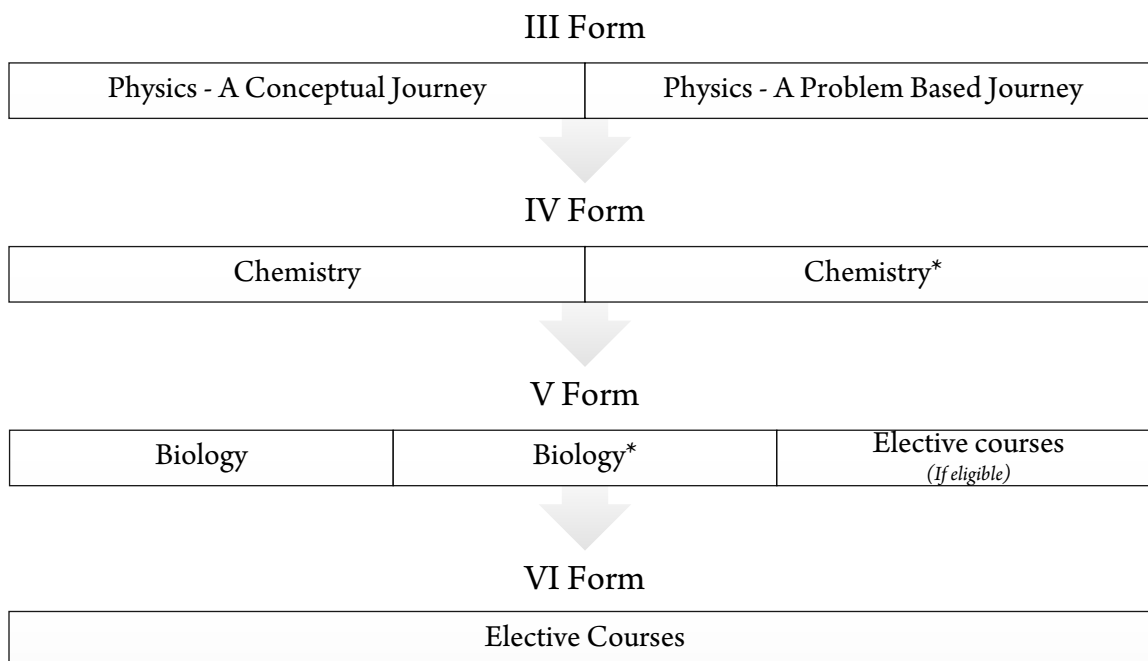 III Form
Physics - A Conceptual Journey
Physics - A Problem Based Journey
IV Form
Chemistry
Chemistry*
V Form
Biology
Biology*
Elective courses
(If eligible)
VI Form
Elective Courses